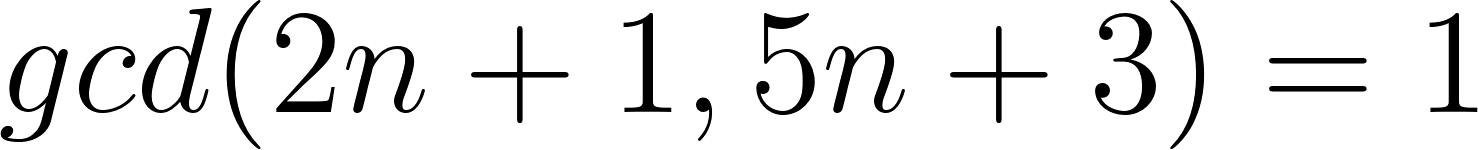 gcd(2n + 1, 5n + 3) = 1